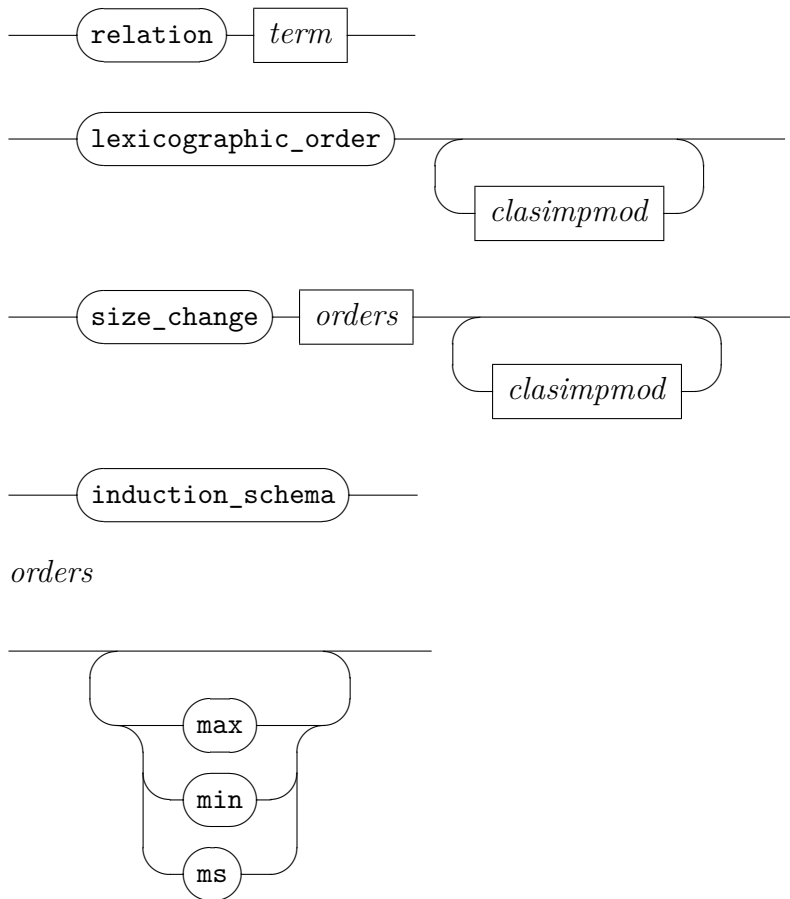 relation term
lexicographic_order
clasimpmod
size_change orders
clasimpmod
induction_schema
orders
max
min
ms